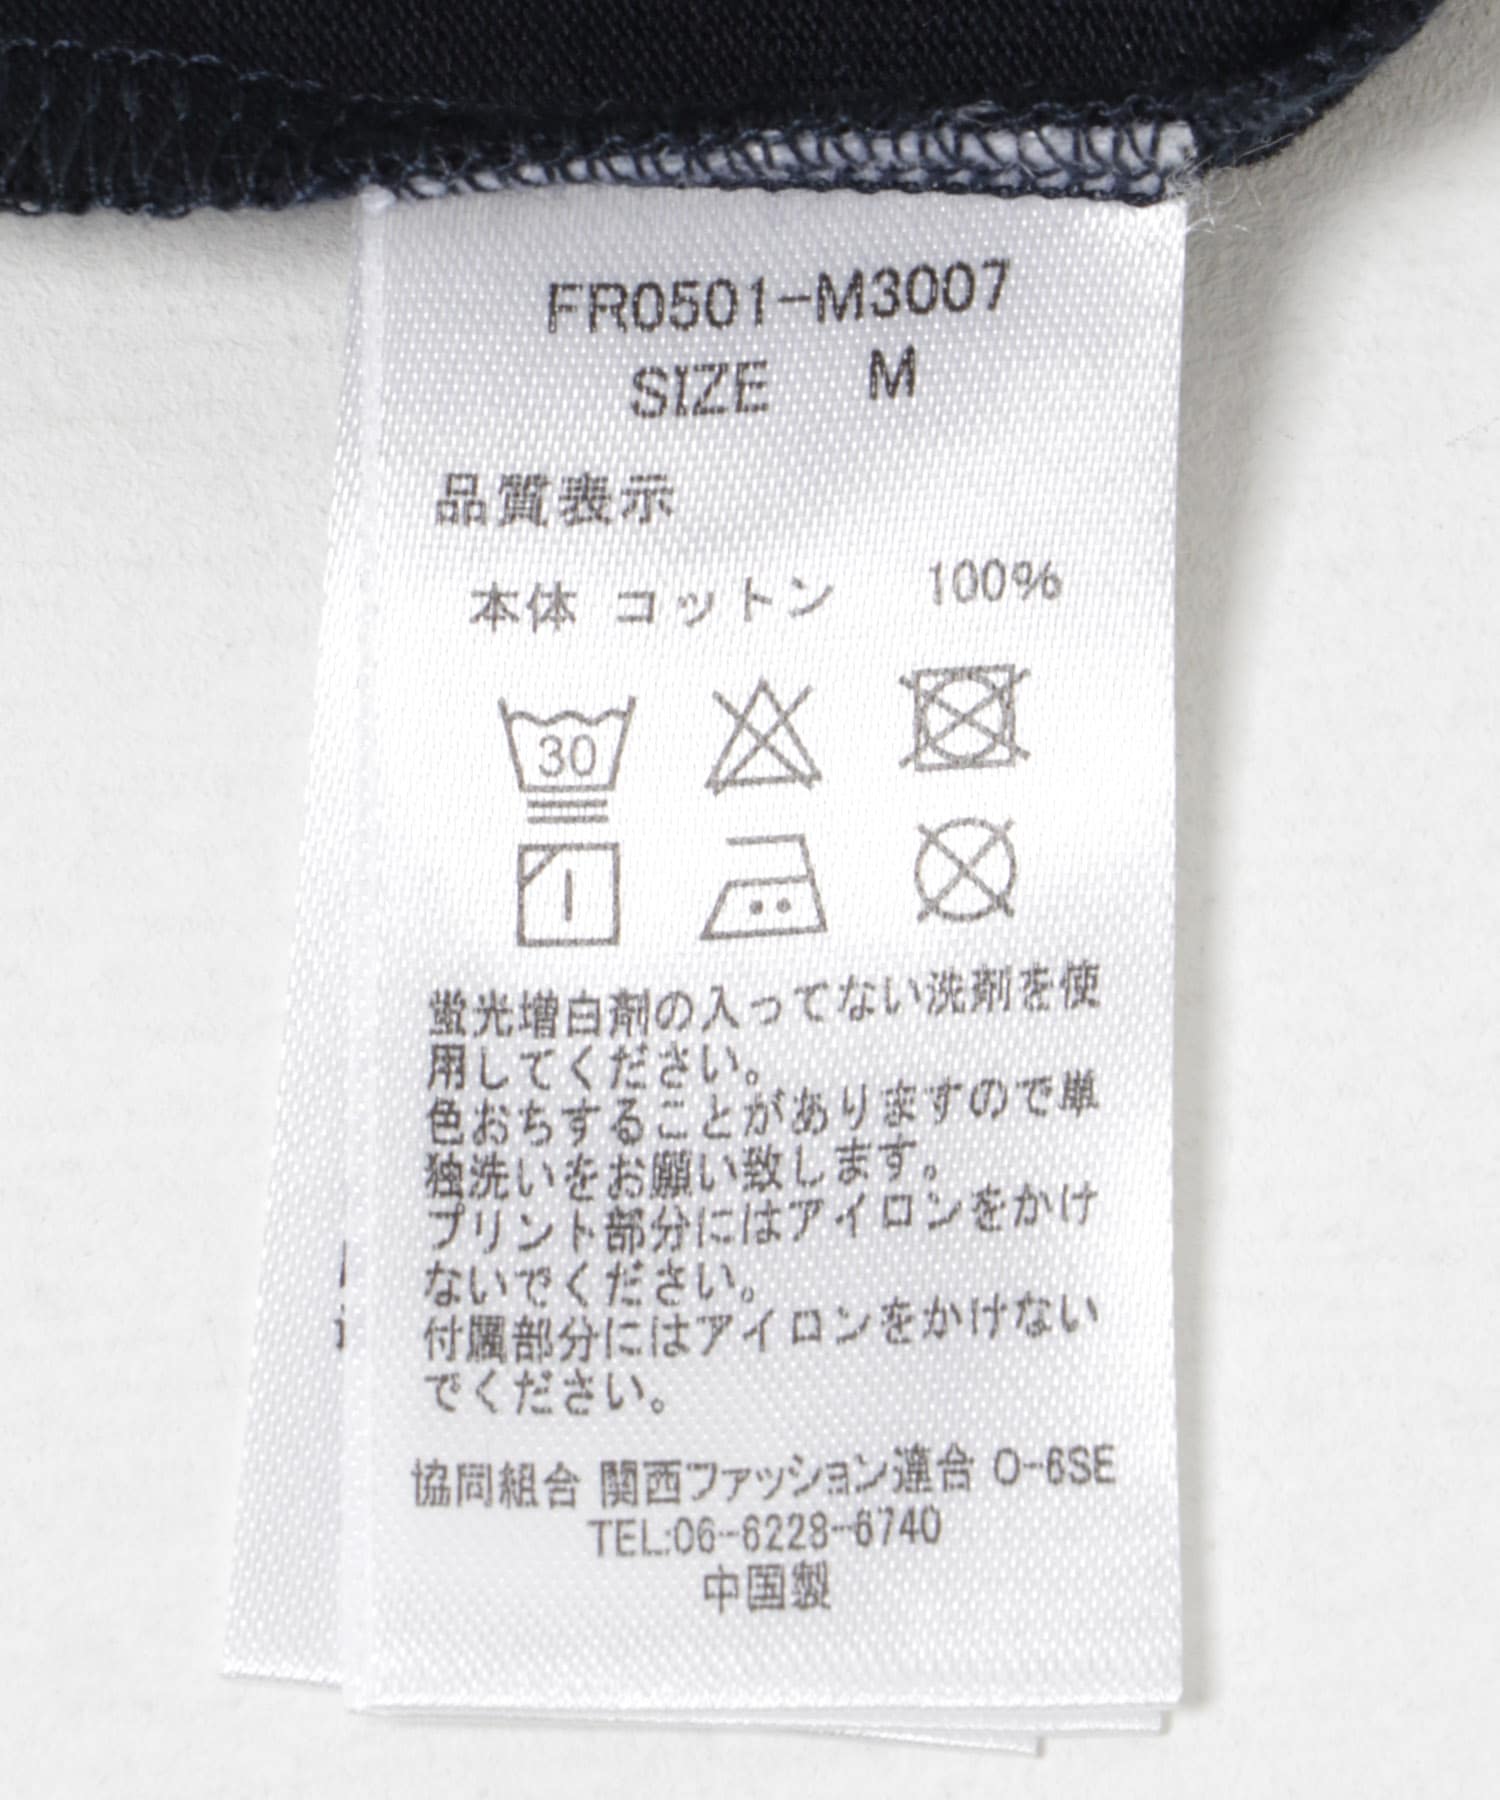 FR0501-M3007
SIZE M
品質表示
本体 コットン 100%
30
蛍光増白剤の入ってない洗剤を使
用してください。
色おちすることがありますので単
独洗いをお願い致します。
プリント部分にはアイロンをかけ
ないでください。
付属部分にはアイロンをかけない
でください。
協同組合 関西ファッション連合 O-6SE
TEL:06-6228-6740
中国製